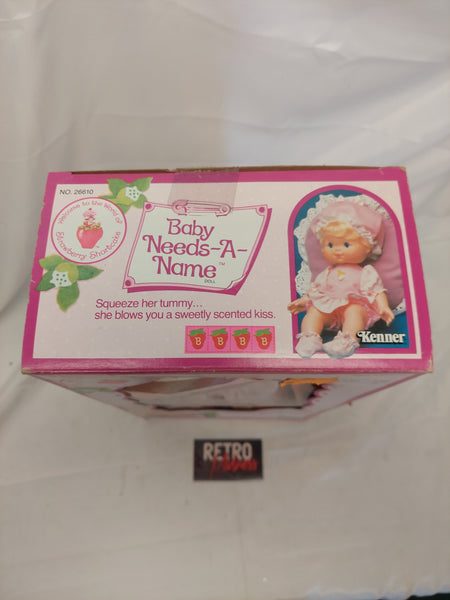 NO. 26610
Welcome to the World of
Strawberry Shortcake
Baby
Needs-A-
Name™
DOLL
Squeeze her tummy...
she blows you a sweetly scented kiss.
B B B B
Kenner
RETRO